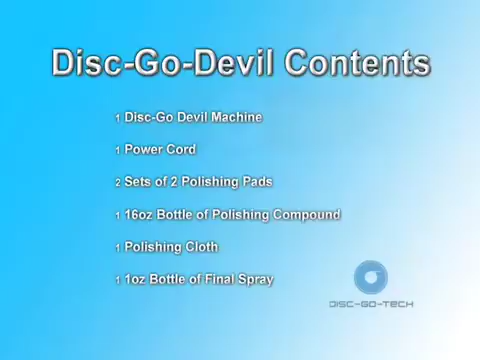 Disc-Go-Devil Contents
1 Disc-Go Devil Machine
1 Power Cord
2 Sets of 2 Polishing Pads
1 16oz Bottle of Polishing Compound
1 Polishing Cloth
1 1oz Bottle of Final Spray
DISC-GO-TECH